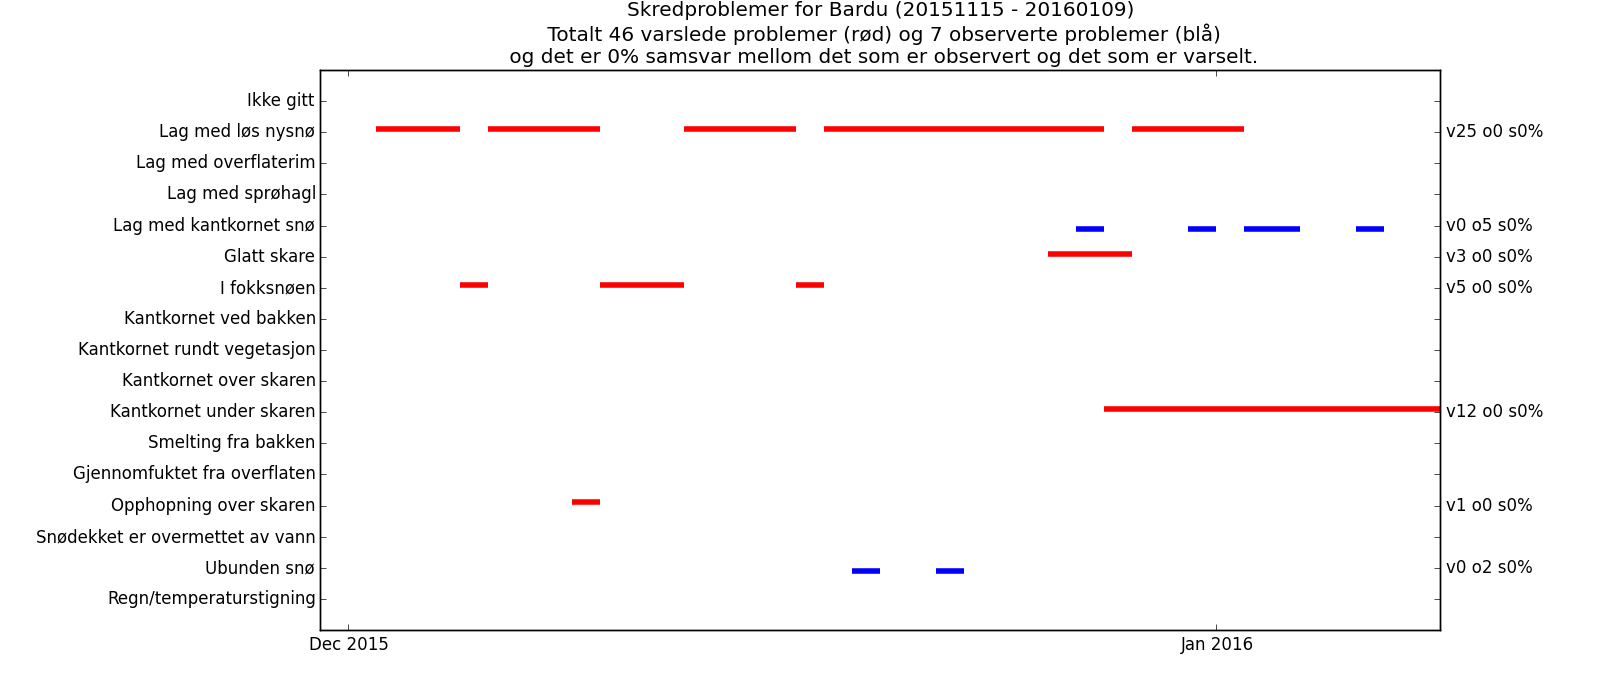 Skredproblemer for Bardu (20151115 - 20160109)
Totalt 46 varslede problemer (rød) og 7 observerte problemer (blå)
og det er 0% samsvar mellom det som er observert og det som er varselt.
Ikke gitt
Lag med løs nysnø v25 o0 s0%
Lag med overflaterim
Lag med sprøhagl
Lag med kantkornet snø v0 o5 s0%
Glatt skare v3 o0 s0%
I fokksnøen v5 o0 s0%
Kantkornet ved bakken
Kantkornet rundt vegetasjon
Kantkornet over skaren
Kantkornet under skaren v12 o0 s0%
Smelting fra bakken
Gjennomfuktet fra overflaten
Opphopning over skaren v1 o0 s0%
Snødekket er overmettet av vann
Ubunden snø v0 o2 s0%
Regn/temperaturstigning
Dec 2015 Jan 2016